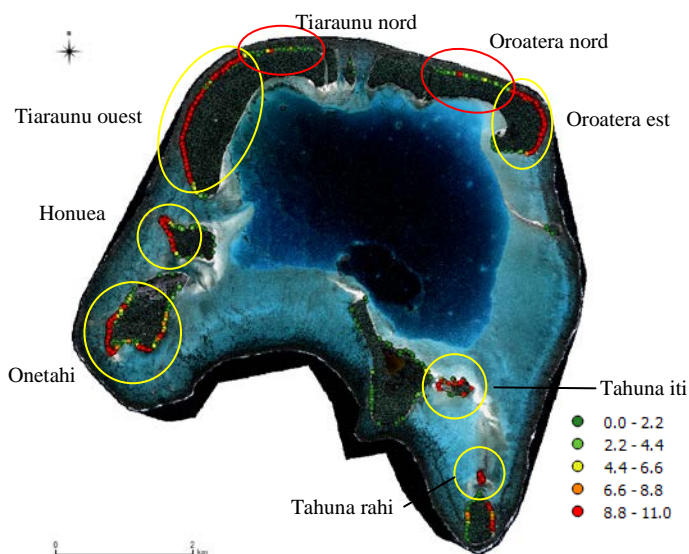 Tiaraunu nord
Oroatera nord
Tiaraunu ouest
Oroatera est
Honuea
Onetahi
Tahuna iti
Tahuna rahi
0.0 - 2.2
2.2 - 4.4
4.4 - 6.6
6.6 - 8.8
8.8 - 11.0
0 2
km